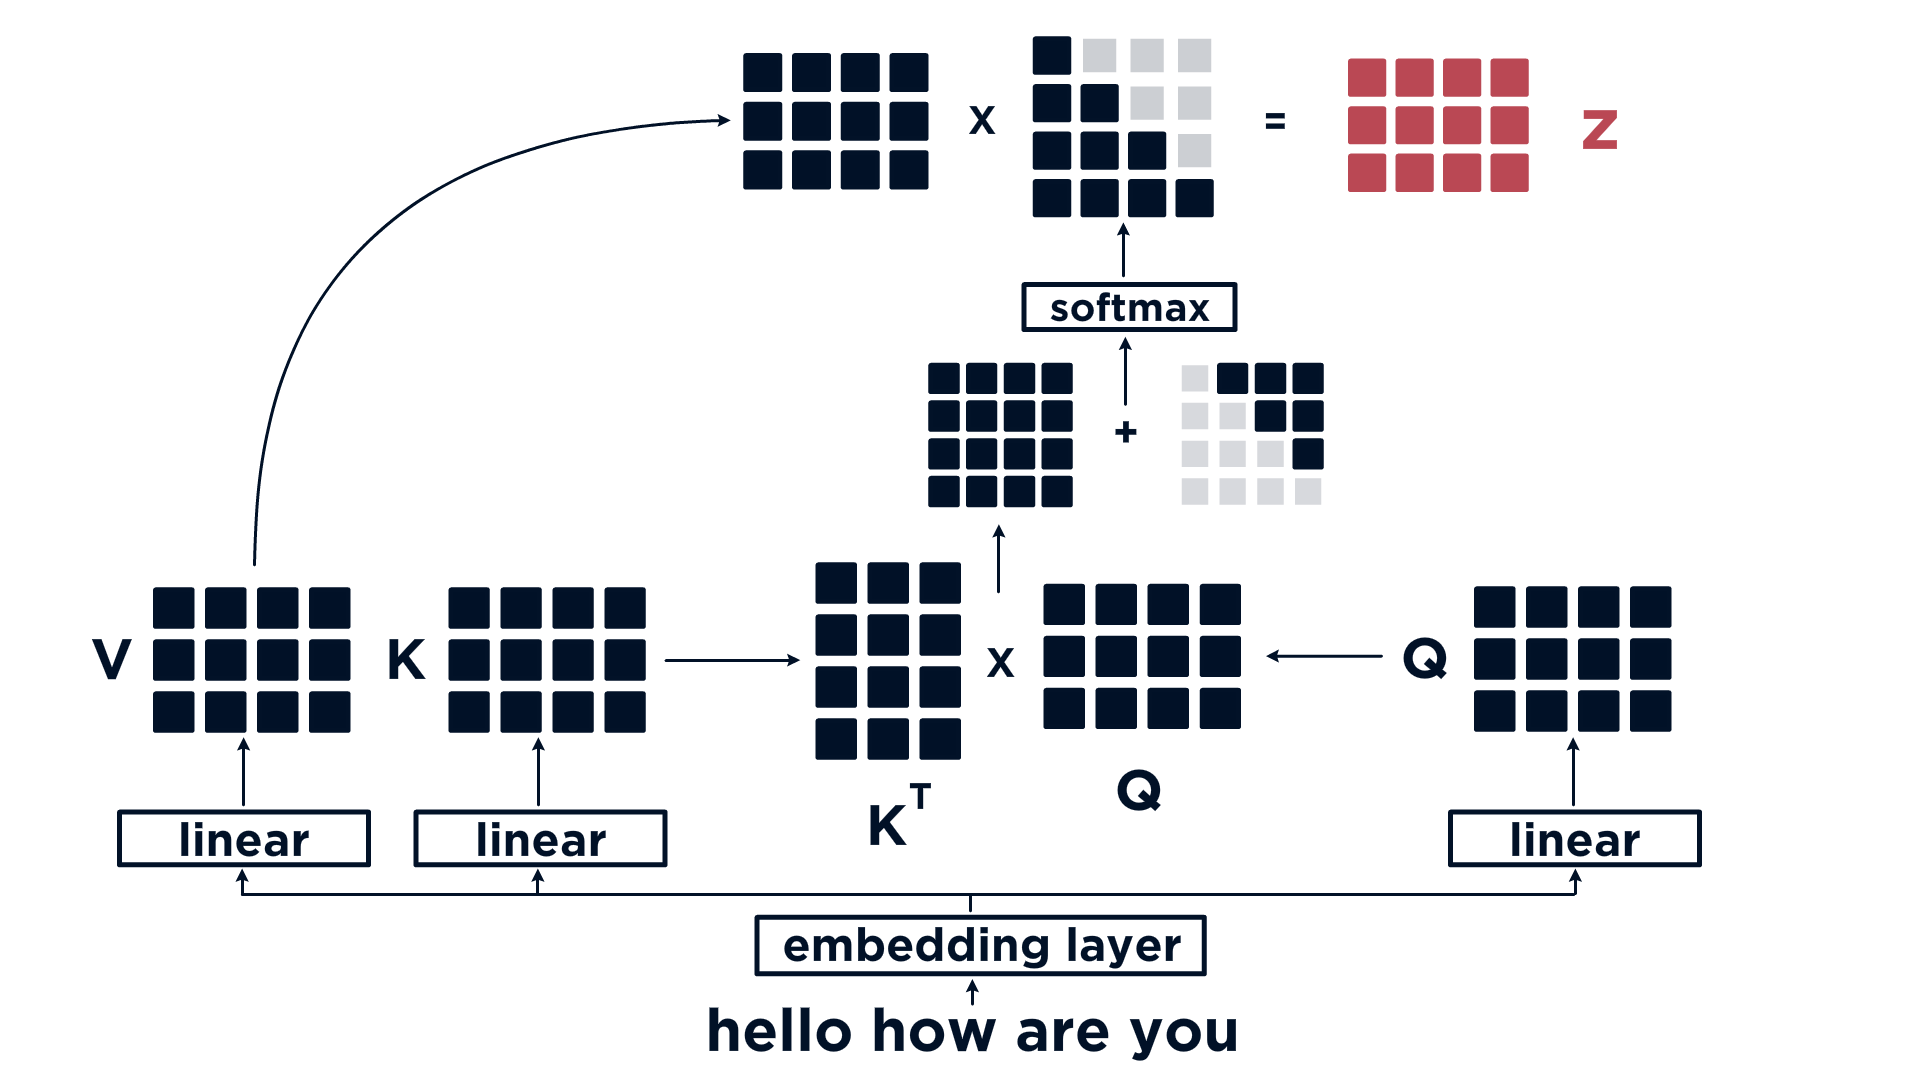 X
=
Z
softmax
+
V
K
X
Q
K^T
Q
linear
linear
linear
embedding layer
hello how are you